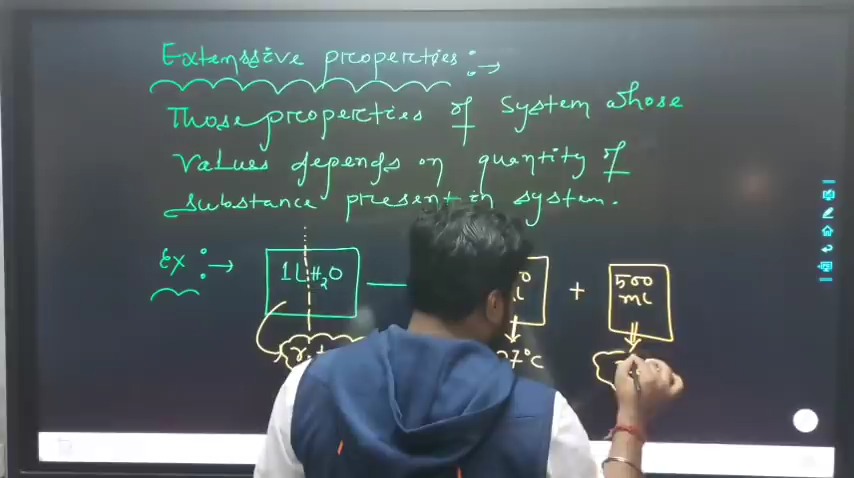 Extenssive properties :→
Those properties of system whose
values depends on quantity of
substance present in system.
Ex :→ 1L H2O + 500 ml
7°C